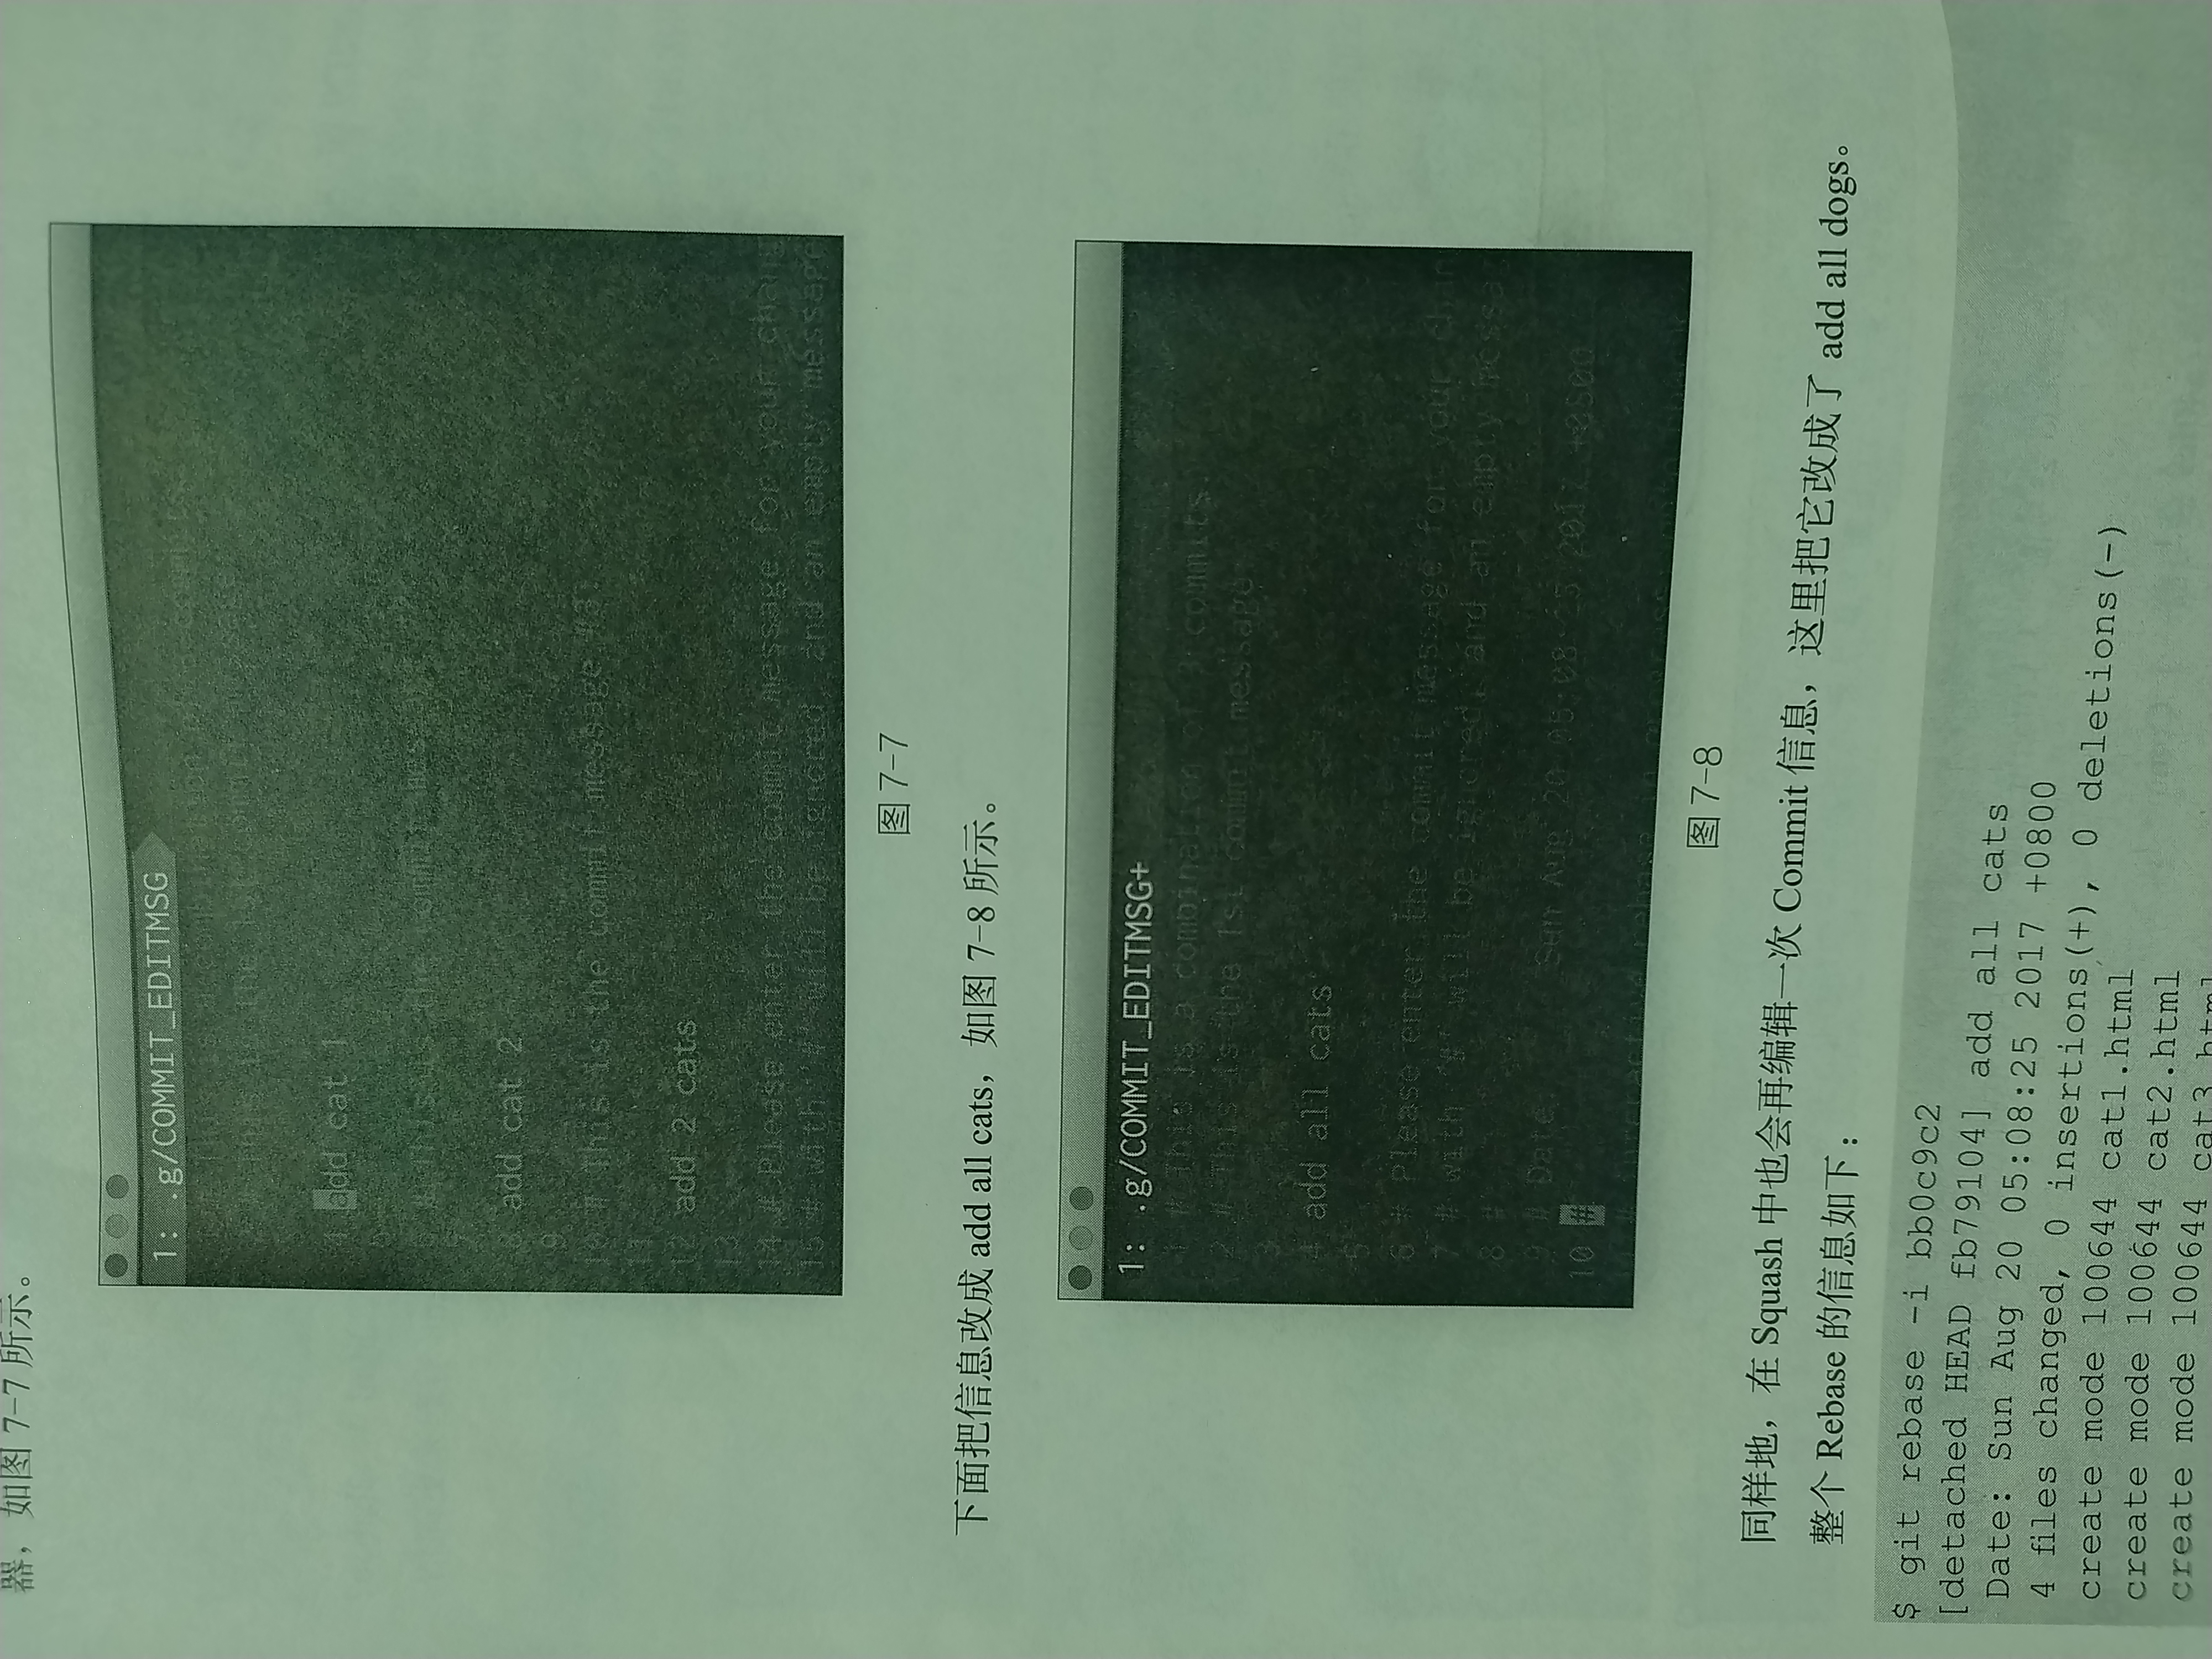 器，如图 7-7 所示。
1: .g/COMMIT_EDITMSG
# This is a combination of commits.
# This is the 1st commit message
4 add cat 1
5
# This is the commit message
7
8 add cat 2
9
10 # This is the commit message #3
11
12 add 2 cats
13
14 # Please enter the commit message for your chang
15 # with '#' will be ignored, and an empty message
图 7-7
下面把信息改成 add all cats，如图 7-8 所示。
1: .g/COMMIT_EDITMSG+
1 # This is a combination of 3 commits.
2 # This is the 1st commit message
3
4 add all cats
5
6 # Please enter the commit message for your chan
7 # with '#' will be ignored, and an empty messa
8 #
9 # Date: Sun Aug 20 2017
10 #
11 # interactive rebase in progress; onto
图 7-8
同样地，在 Squash 中也会再编辑一次 Commit 信息，这里把它改成了 add all dogs。
整个 Rebase 的信息如下：
$ git rebase -i bb0c9c2
[detached HEAD fb79104] add all cats
Date: Sun Aug 20 05:08:25 2017 +0800
4 files changed, 0 insertions(+), 0 deletions(-)
create mode 100644 cat1.html
create mode 100644 cat2.html
create mode 100644 cat3.html